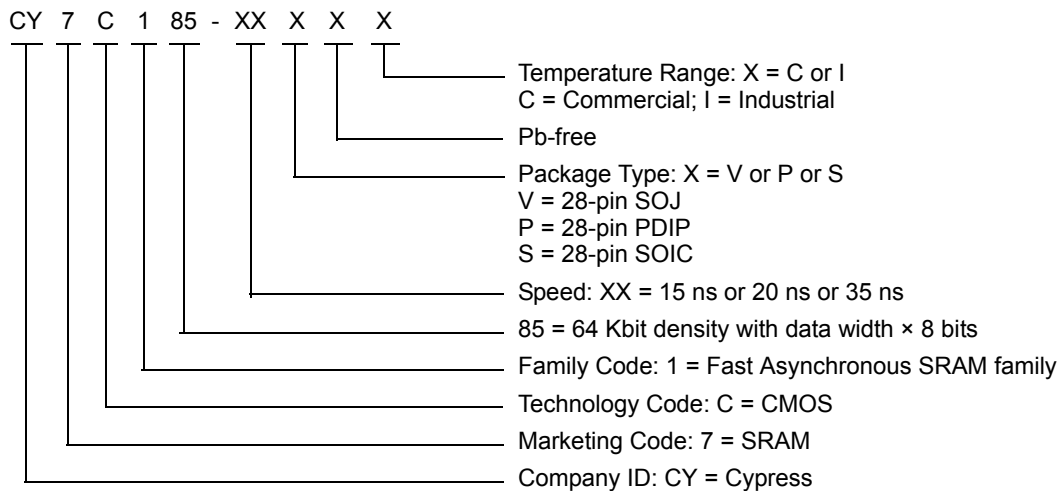 CY 7 C 1 85 - XX X X X
Temperature Range: X = C or I
C = Commercial; I = Industrial
Pb-free
Package Type: X = V or P or S
V = 28-pin SOJ
P = 28-pin PDIP
S = 28-pin SOIC
Speed: XX = 15 ns or 20 ns or 35 ns
85 = 64 Kbit density with data width × 8 bits
Family Code: 1 = Fast Asynchronous SRAM family
Technology Code: C = CMOS
Marketing Code: 7 = SRAM
Company ID: CY = Cypress